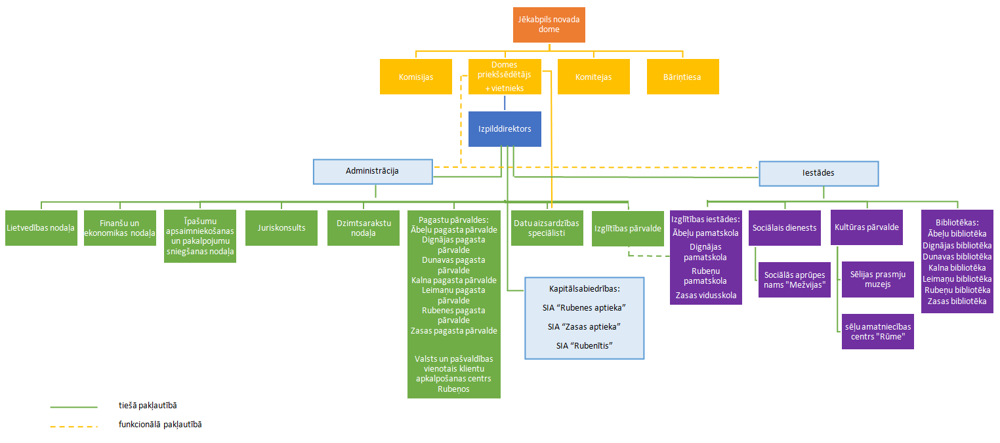 Jēkabpils novada
dome
Komisijas
Domes
priekšsēdētājs
+ vietnieks
Komitejas
Bāriņtiesa
Izpilddirektors
Administrācija
Iestādes
Lietvedības nodaļa
Finanšu un
ekonomikas nodaļa
Īpašumu
apsaimniekošanas
un pakalpojumu
sniegšanas nodaļa
Juriskonsults
Dzimtsarakstu
nodaļa
Pagastu pārvaldes:
Ābeļu pagasta pārvalde
Dignājas pagasta
pārvalde
Dunavas pagasta
pārvalde
Kalna pagasta pārvalde
Leimaņu pagasta
pārvalde
Rubenes pagasta
pārvalde
Zasas pagasta pārvalde
Valsts un pašvaldības
vienotais klientu
apkalpošanas centrs
Rubeņos
Datu aizsardzības
speciālisti
Izglītības pārvalde
Izglītības iestādes:
Ābeļu pamatskola
Dignājas
pamatskola
Rubeņu
pamatskola
Zasas vidusskola
Sociālais dienests
Sociālās aprūpes
nams "Mežvijas"
Kultūras pārvalde
Sēlijas prasmju
muzejs
sēļu amatniecības
centrs "Rūme"
Bibliotēkas:
Ābeļu bibliotēka
Dignājas bibliotēka
Dunavas bibliotēka
Kalna bibliotēka
Leimaņu bibliotēka
Rubeņu bibliotēka
Zasas bibliotēka
Kapitālsabiedrības:
SIA “Rubenes aptieka”
SIA “Zasas aptieka”
SIA “Rubenītis”
tiešā pakļautībā
funkcionālā pakļautībā